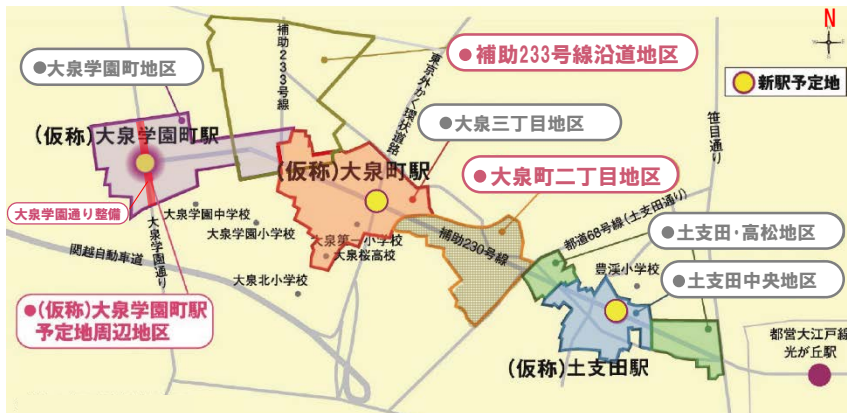 N
●大泉学園町地区
補助233号線
●補助233号線沿道地区
新駅予定地
東京外かく環状道路
笹目通り
(仮称)大泉学園町駅
●大泉三丁目地区
(仮称)大泉町駅
●大泉町二丁目地区
大泉学園通り整備
大泉学園中学校
大泉学園通り
大泉学園小学校
大泉第一小学校
大泉桜高校
補助230号線
都道68号線(土支田通り)
●土支田・高松地区
関越自動車道
大泉北小学校
豊渓小学校
●土支田中央地区
●(仮称)大泉学園町駅
予定地周辺地区
(仮称)土支田駅
都営大江戸線
光が丘駅